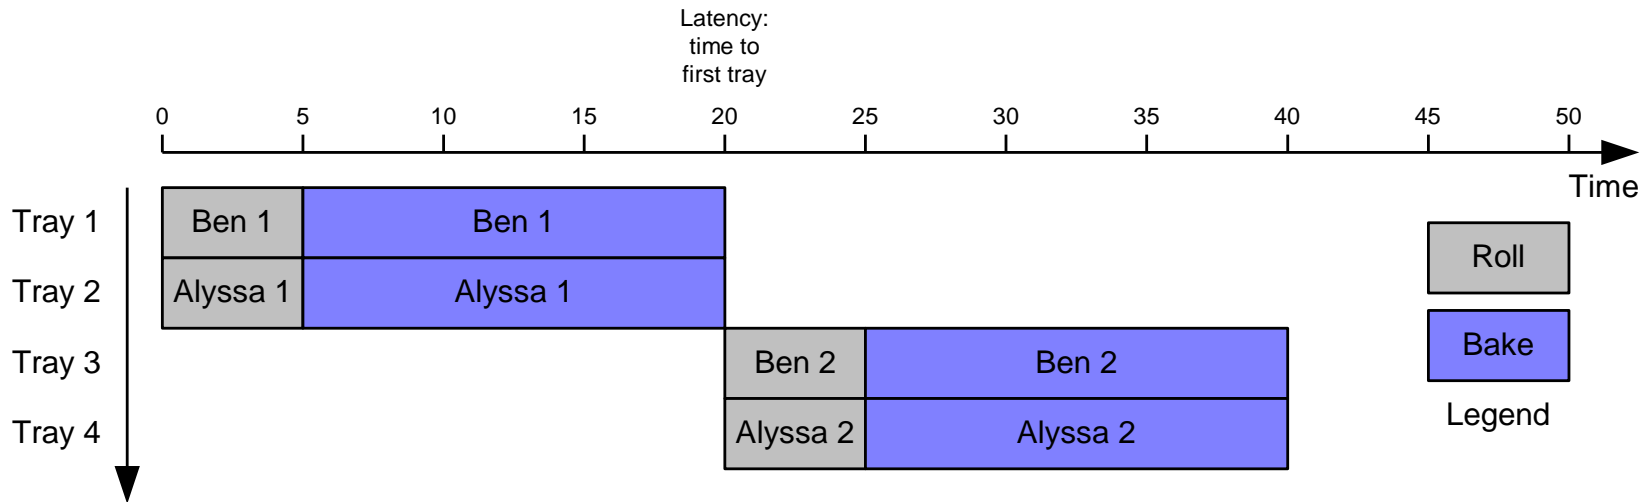 Latency:
time to
first tray
0 5 10 15 20 25 30 35 40 45 50
Time
Tray 1 Ben 1 Ben 1
Tray 2 Alyssa 1 Alyssa 1
Tray 3 Ben 2 Ben 2
Tray 4 Alyssa 2 Alyssa 2
Roll
Bake
Legend